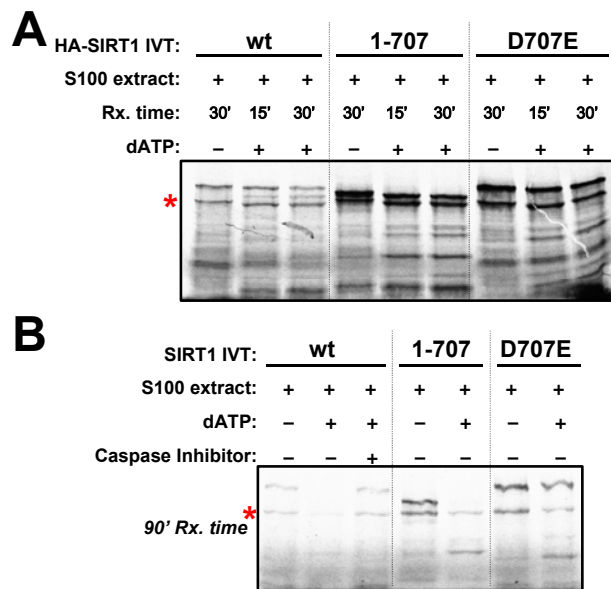 A
HA-SIRT1 IVT: wt 1-707 D707E
S100 extract: + + + + + + + + +
Rx. time: 30' 15' 30' 30' 15' 30' 30' 15' 30'
dATP: – + + – + + – + +
*
B
SIRT1 IVT: wt 1-707 D707E
S100 extract: + + + + + + +
dATP: – + + – + – +
Caspase Inhibitor: – – + – – – –
*
90' Rx. time